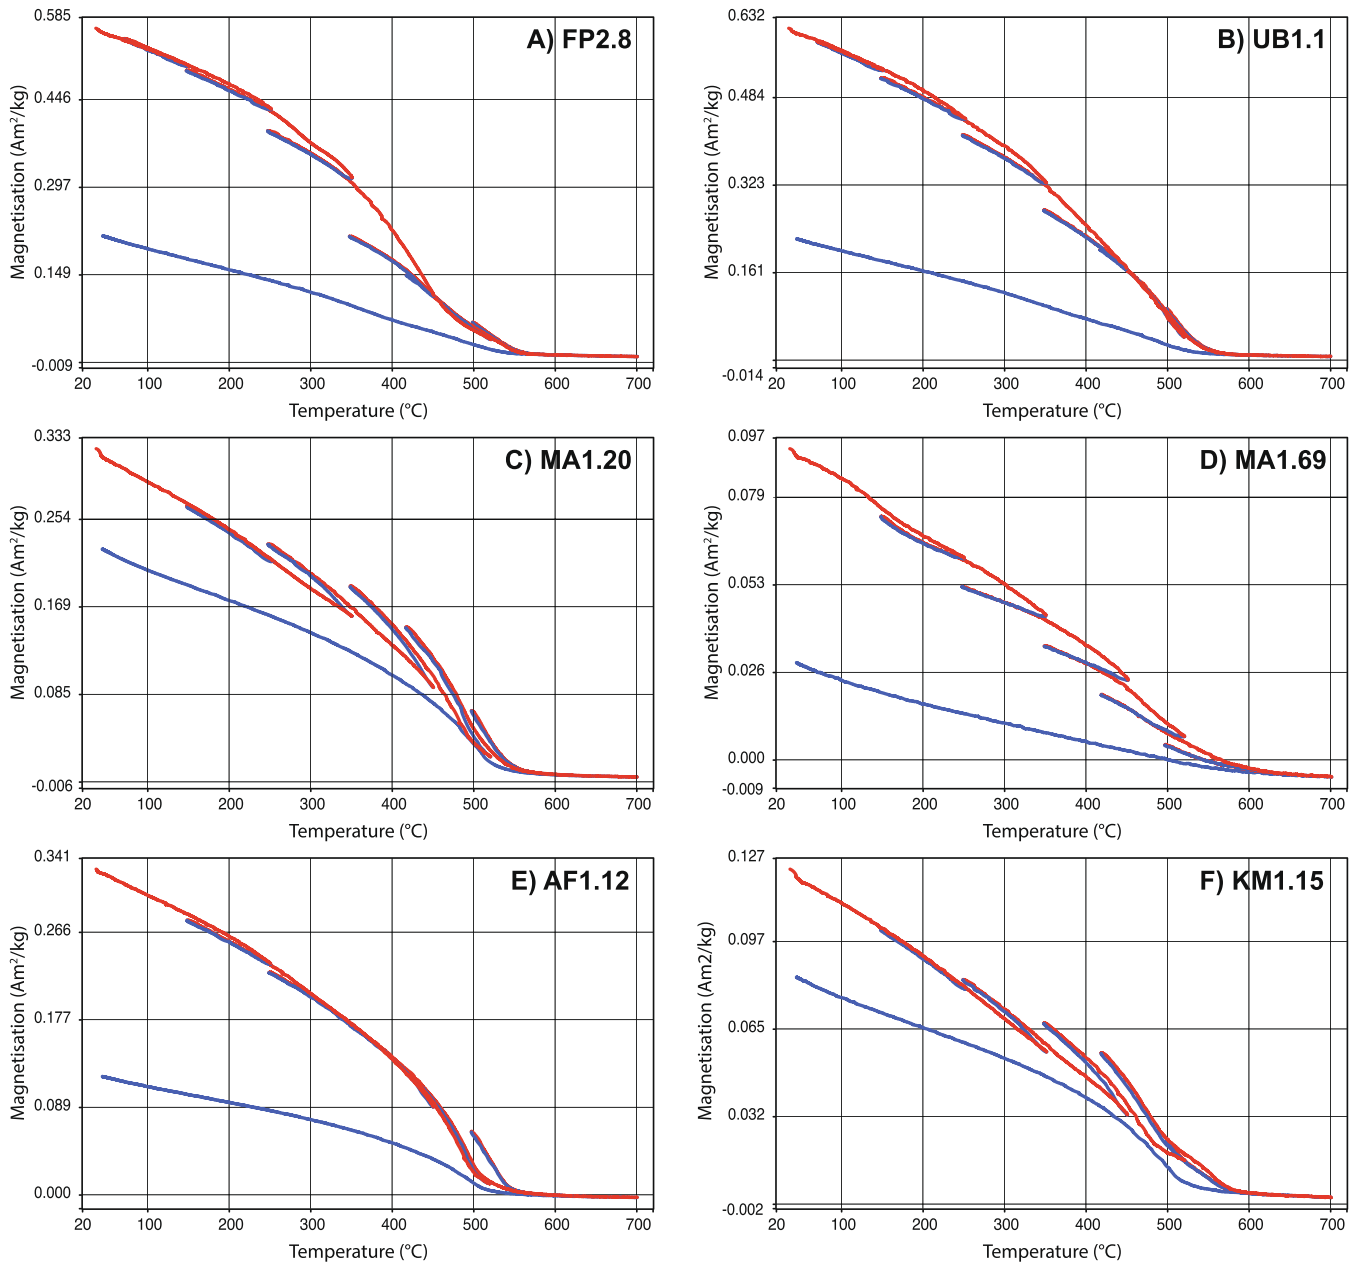 A) FP2.8
0.585
0.446
0.297
0.149
-0.009
Magnetisation (Am²/kg)
20 100 200 300 400 500 600 700
Temperature (°C)
B) UB1.1
0.632
0.484
0.323
0.161
-0.014
Magnetisation (Am²/kg)
20 100 200 300 400 500 600 700
Temperature (°C)
C) MA1.20
0.333
0.254
0.169
0.085
-0.006
Magnetisation (Am²/kg)
20 100 200 300 400 500 600 700
Temperature (°C)
D) MA1.69
0.097
0.079
0.053
0.026
0.000
-0.009
Magnetisation (Am²/kg)
20 100 200 300 400 500 600 700
Temperature (°C)
E) AF1.12
0.341
0.266
0.177
0.089
0.000
Magnetisation (Am²/kg)
20 100 200 300 400 500 600 700
Temperature (°C)
F) KM1.15
0.127
0.097
0.065
0.032
-0.002
Magnetisation (Am2/kg)
20 100 200 300 400 500 600 700
Temperature (°C)